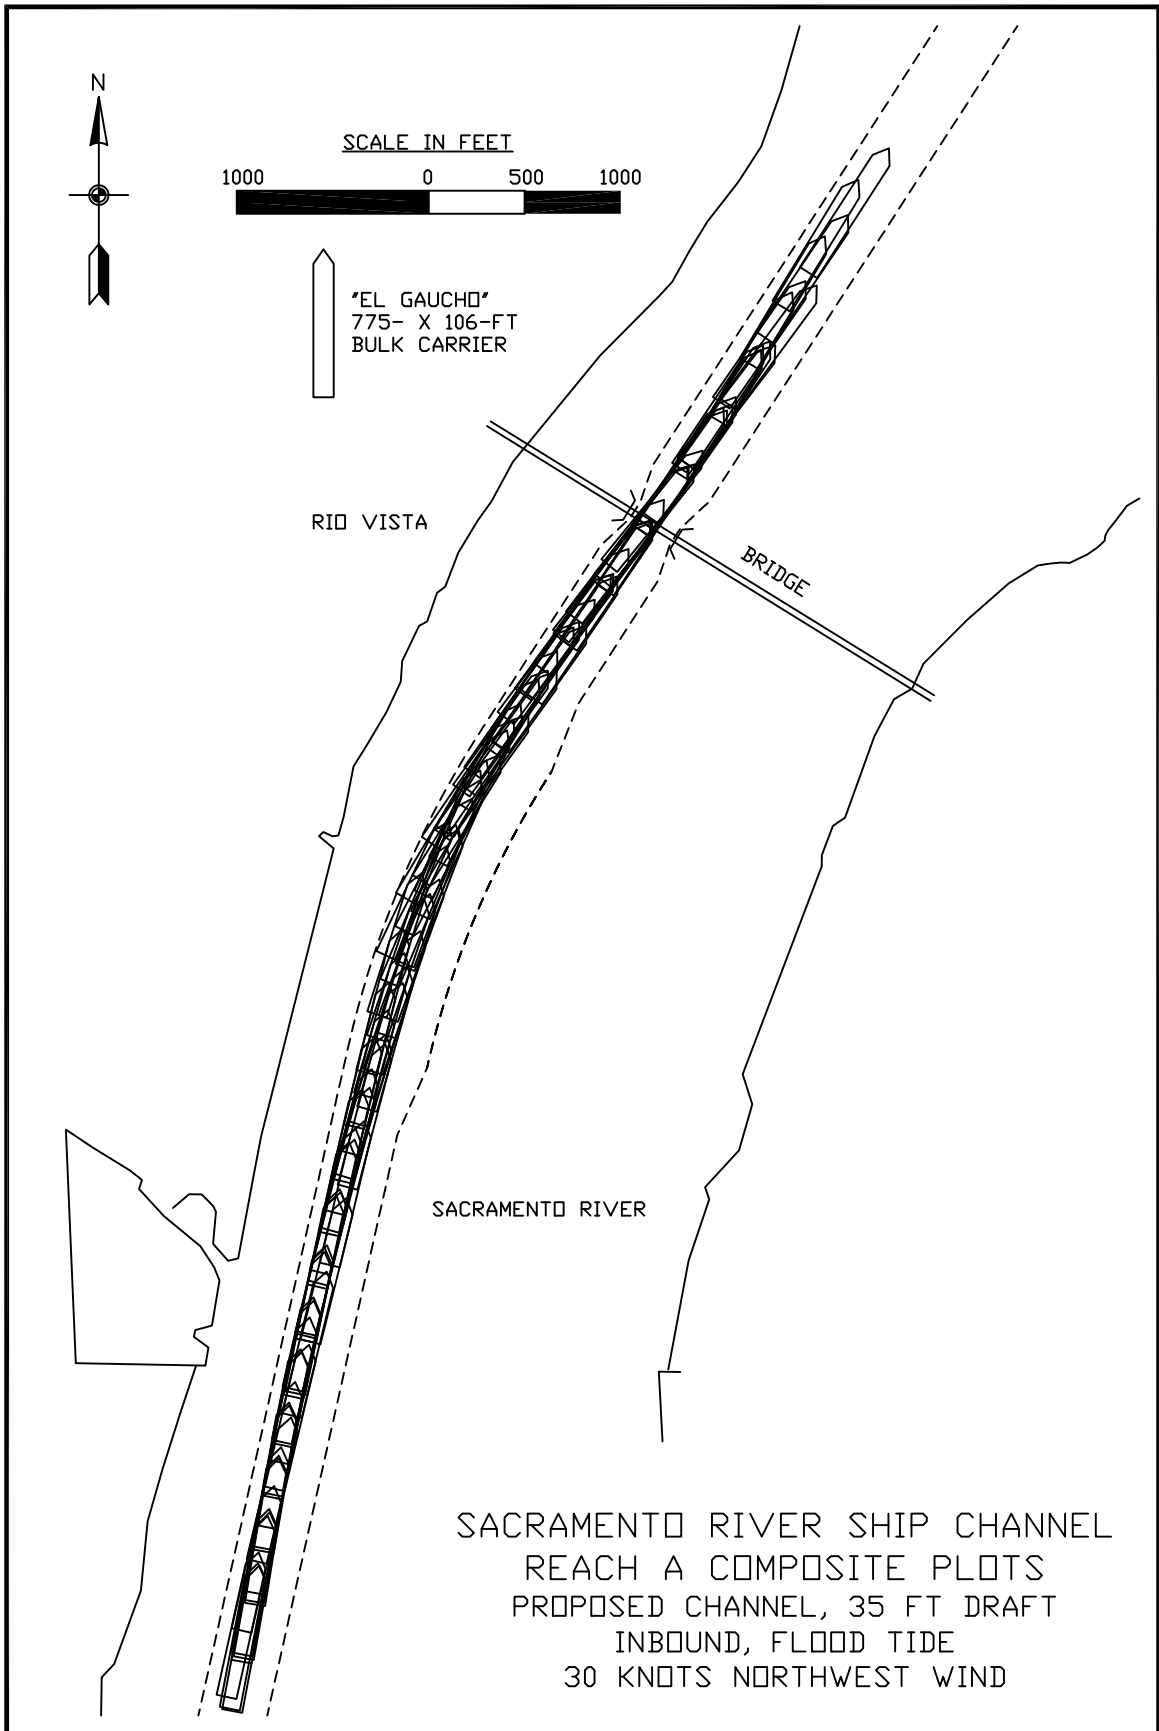 N
SCALE IN FEET
1000 0 500 1000
"EL GAUCHO"
775- X 106-FT
BULK CARRIER
RIO VISTA
BRIDGE
SACRAMENTO RIVER
SACRAMENTO RIVER SHIP CHANNEL
REACH A COMPOSITE PLOTS
PROPOSED CHANNEL, 35 FT DRAFT
INBOUND, FLOOD TIDE
30 KNOTS NORTHWEST WIND